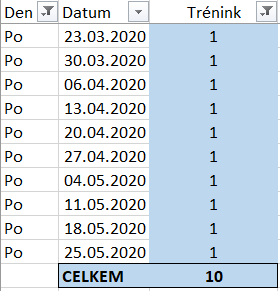 Den Datum Trénink
Po 23.03.2020 1
Po 30.03.2020 1
Po 06.04.2020 1
Po 13.04.2020 1
Po 20.04.2020 1
Po 27.04.2020 1
Po 04.05.2020 1
Po 11.05.2020 1
Po 18.05.2020 1
Po 25.05.2020 1
CELKEM 10